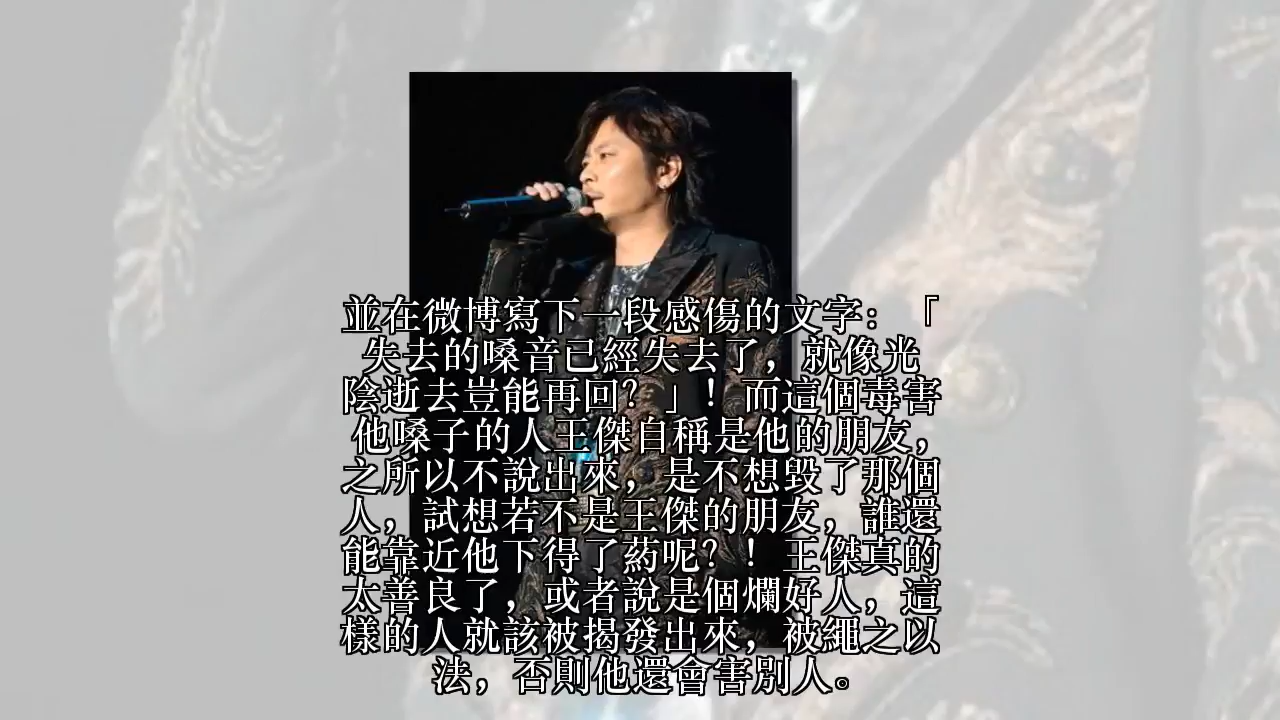 並在微博寫下一段感傷的文字：「
失去的嗓音已經失去了，就像光
陰逝去豈能再回？」！而這個毒害
他嗓子的人王傑自稱是他的朋友，
之所以不說出來，是不想毀了那個
人，試想若不是王傑的朋友，誰還
能靠近他下得了葯呢？！王傑真的
太善良了，或者說是個爛好人，這
樣的人就該被揭發出來，被繩之以
法，否則他還會害別人。